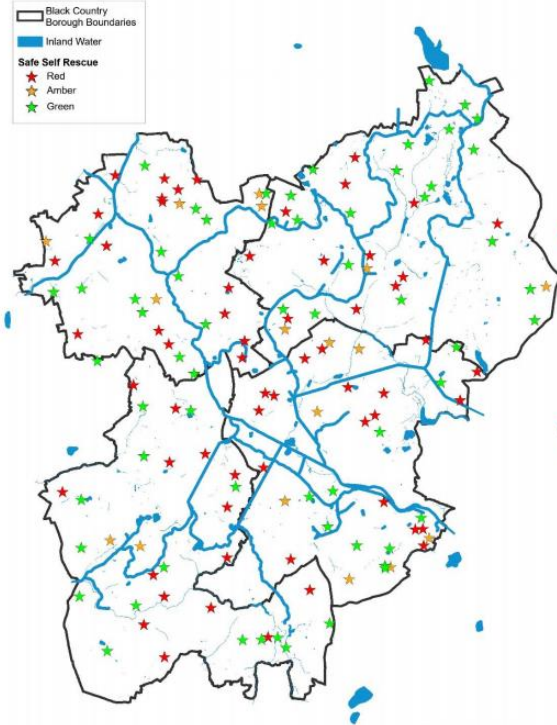 Black Country
Borough Boundaries
Inland Water
Safe Self Rescue
Red
Amber
Green